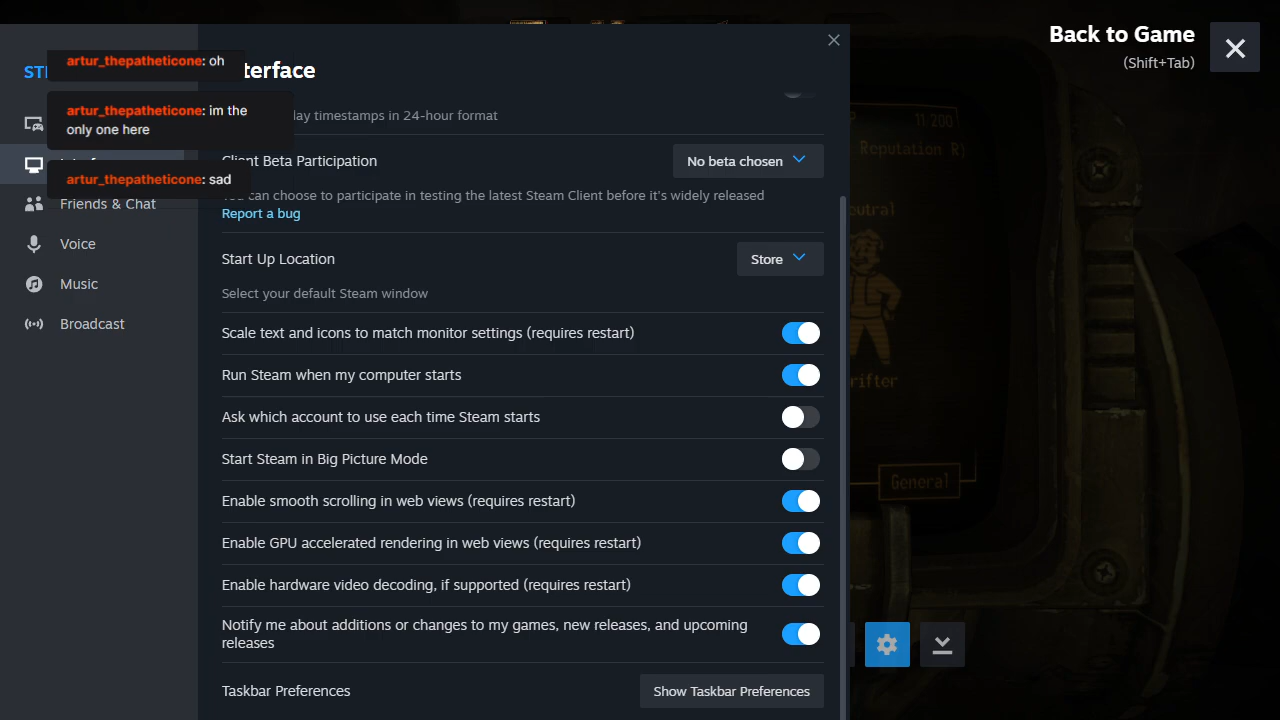 Back to Game
(Shift+Tab)
artur_thepatheticone: oh
artur_thepatheticone: im the
only one here
artur_thepatheticone: sad
Friends & Chat
Voice
Music
Broadcast
timestamps in 24-hour format
Client Beta Participation
No beta chosen
can choose to participate in testing the latest Steam Client before it's widely released
Report a bug
Start Up Location
Store
Select your default Steam window
Scale text and icons to match monitor settings (requires restart)
Run Steam when my computer starts
Ask which account to use each time Steam starts
Start Steam in Big Picture Mode
Enable smooth scrolling in web views (requires restart)
Enable GPU accelerated rendering in web views (requires restart)
Enable hardware video decoding, if supported (requires restart)
Notify me about additions or changes to my games, new releases, and upcoming
releases
Taskbar Preferences
Show Taskbar Preferences
11:200
Reputation
General